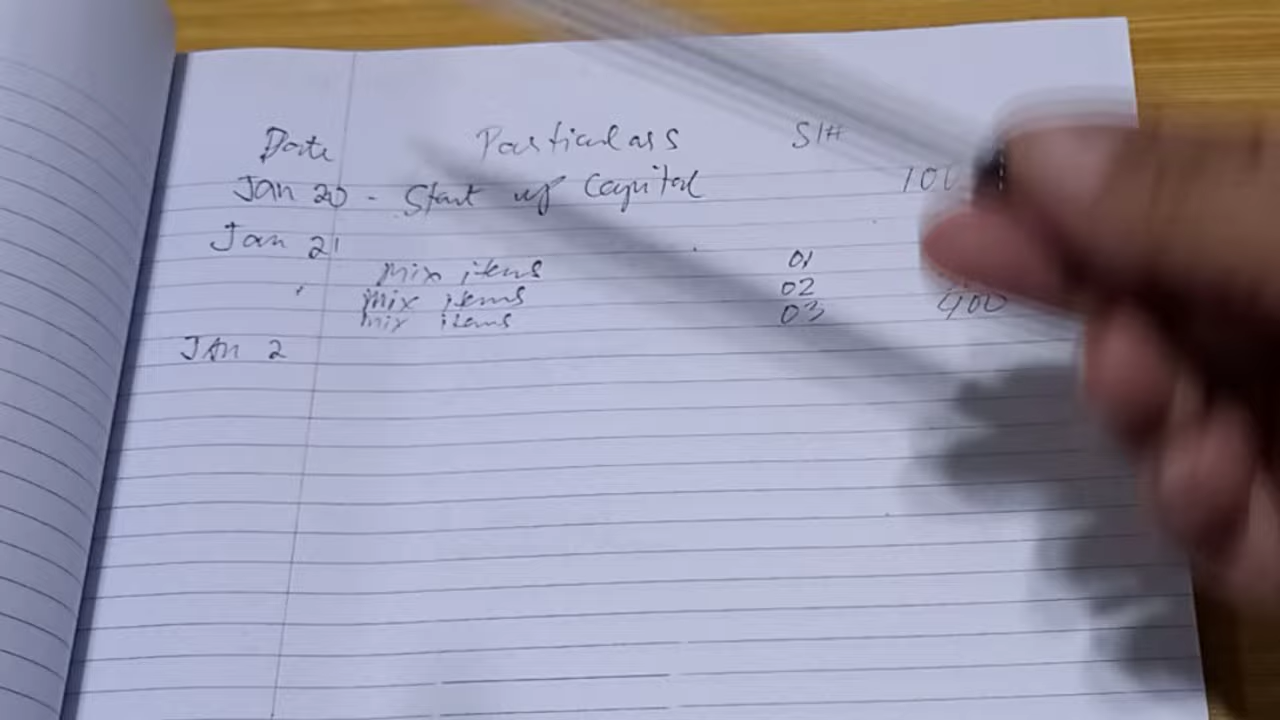 Date Particulars S/#
Jan 20 - Start up Capital
Jan 21
mix items 01
" mix items 02
mix items 03 400
JAn 2